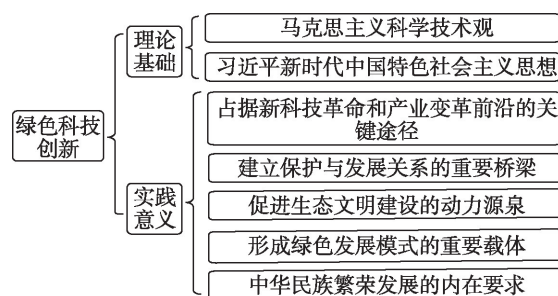 绿色科技
创新
理论
基础
马克思主义科学技术观
习近平新时代中国特色社会主义思想
实践
意义
占据新科技革命和产业变革前沿的关
键途径
建立保护与发展关系的重要桥梁
促进生态文明建设的动力源泉
形成绿色发展模式的重要载体
中华民族繁荣发展的内在要求